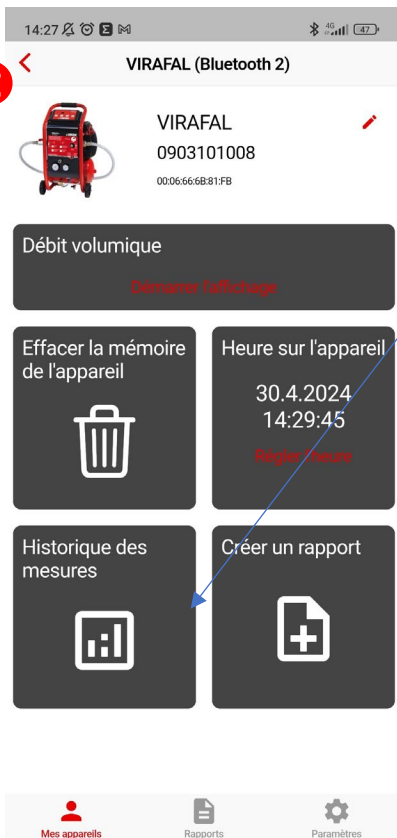 14:27
4G
47
VIRAFAL (Bluetooth 2)
VIRAFAL
0903101008
00:06:66:6B:81:FB
Débit volumique
Démarrer l'affichage
Effacer la mémoire
de l'appareil
Heure sur l'appareil
30.4.2024
14:29:45
Régler l'heure
Historique des
mesures
Créer un rapport
Mes appareils
Rapports
Paramètres